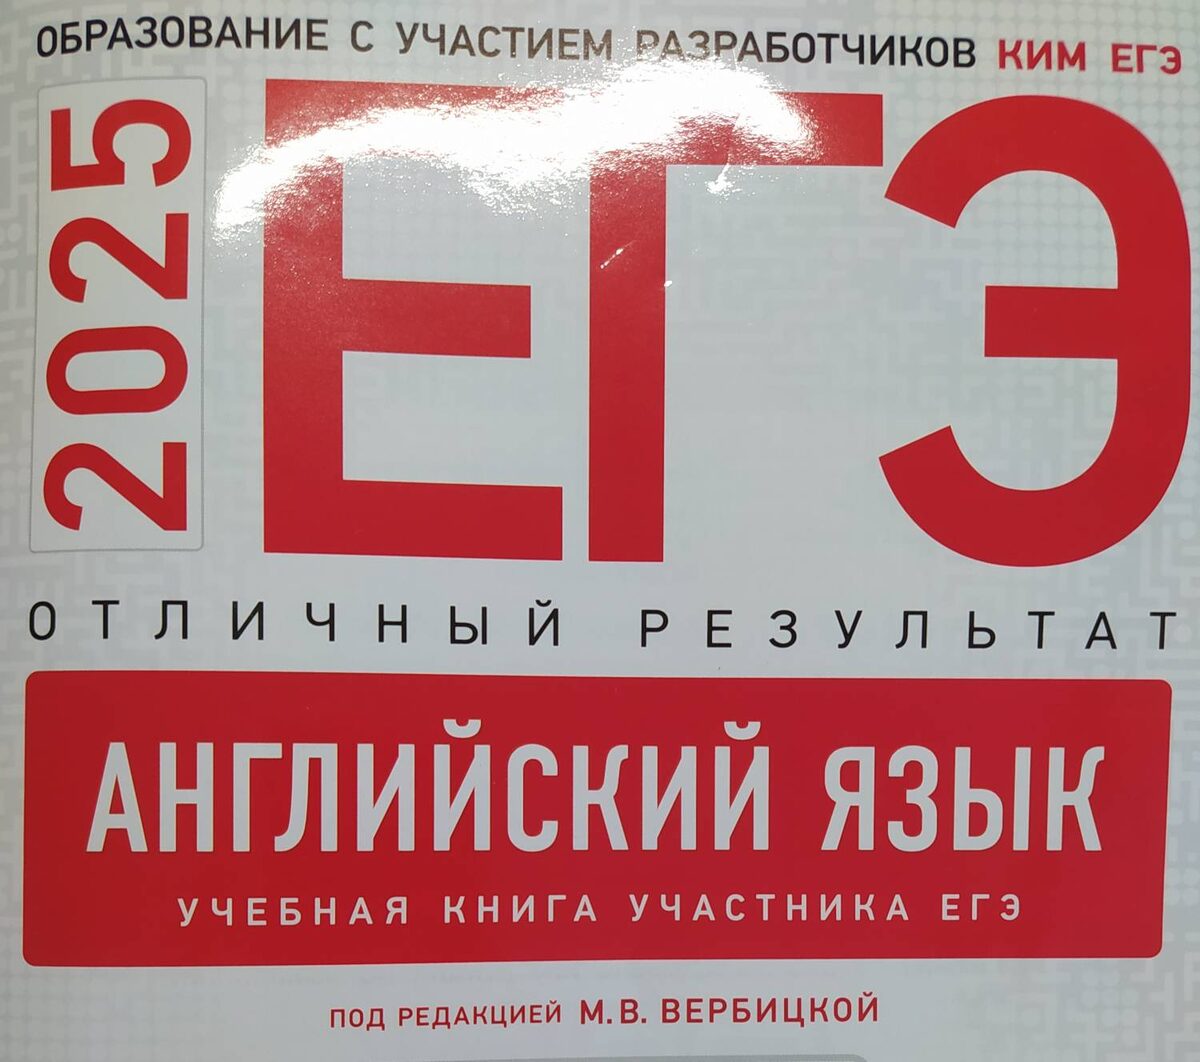 ОБРАЗОВАНИЕ С УЧАСТИЕМ РАЗРАБОТЧИКОВ КИМ ЕГЭ
2025
ЕГЭ
ОТЛИЧНЫЙ РЕЗУЛЬТАТ
АНГЛИЙСКИЙ ЯЗЫК
УЧЕБНАЯ КНИГА УЧАСТНИКА ЕГЭ
ПОД РЕДАКЦИЕЙ М.В. ВЕРБИЦКОЙ